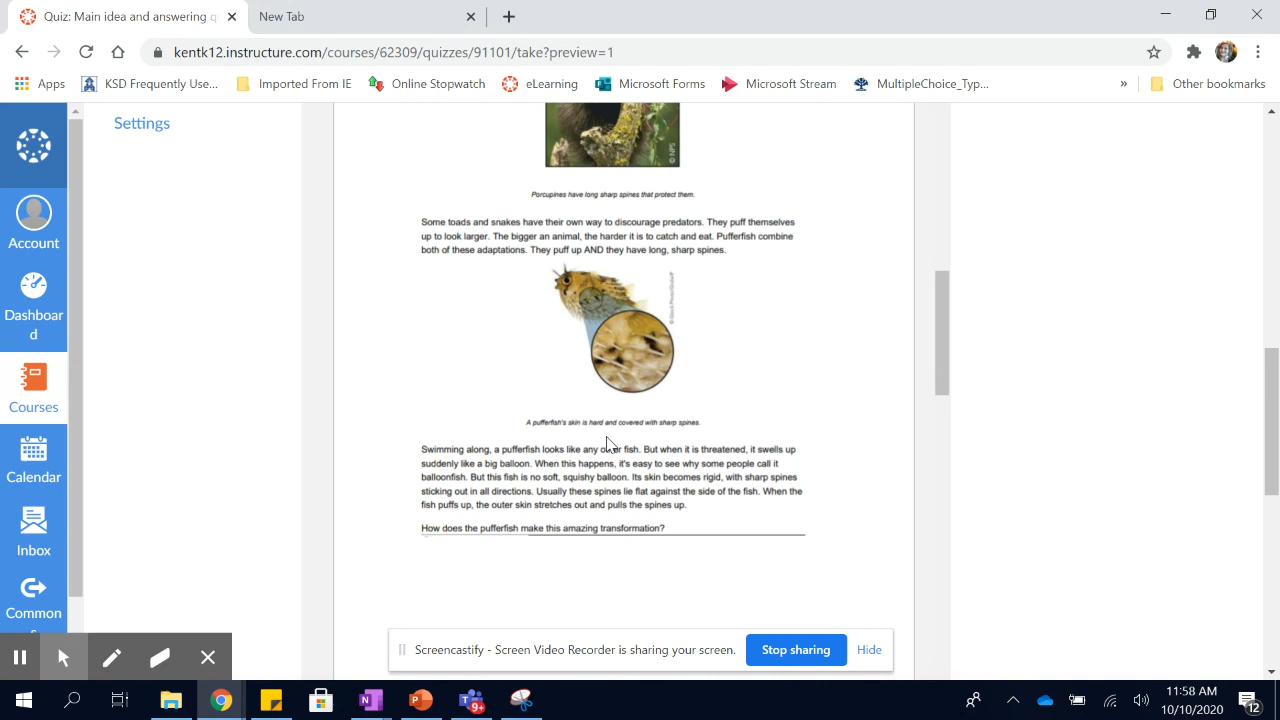 Quiz: Main idea and answering q
New Tab
kentk12.instructure.com/courses/62309/quizzes/91101/take?preview=1
Apps
KSD Frequently Use...
Imported From IE
Online Stopwatch
eLearning
Microsoft Forms
Microsoft Stream
MultipleChoice_Typ...
»
Other bookmarks
Settings
Account
Dashboar
d
Courses
Calendar
Inbox
Common
© NPS
Porcupines have long sharp spines that protect them.
Some toads and snakes have their own way to discourage predators. They puff themselves
up to look larger. The bigger an animal, the harder it is to catch and eat. Pufferfish combine
both of these adaptations. They puff up AND they have long, sharp spines.
A pufferfish's skin is hard and covered with sharp spines.
Swimming along, a pufferfish looks like any other fish. But when it is threatened, it swells up
suddenly like a big balloon. When this happens, it's easy to see why some people call it
balloonfish. But this fish is no soft, squishy balloon. Its skin becomes rigid, with sharp spines
sticking out in all directions. Usually these spines lie flat against the side of the fish. When the
fish puffs up, the outer skin stretches out and pulls the spines up.
How does the pufferfish make this amazing transformation?
Screencastify - Screen Video Recorder is sharing your screen.
Stop sharing
Hide
9+
11:58 AM
10/10/2020
12